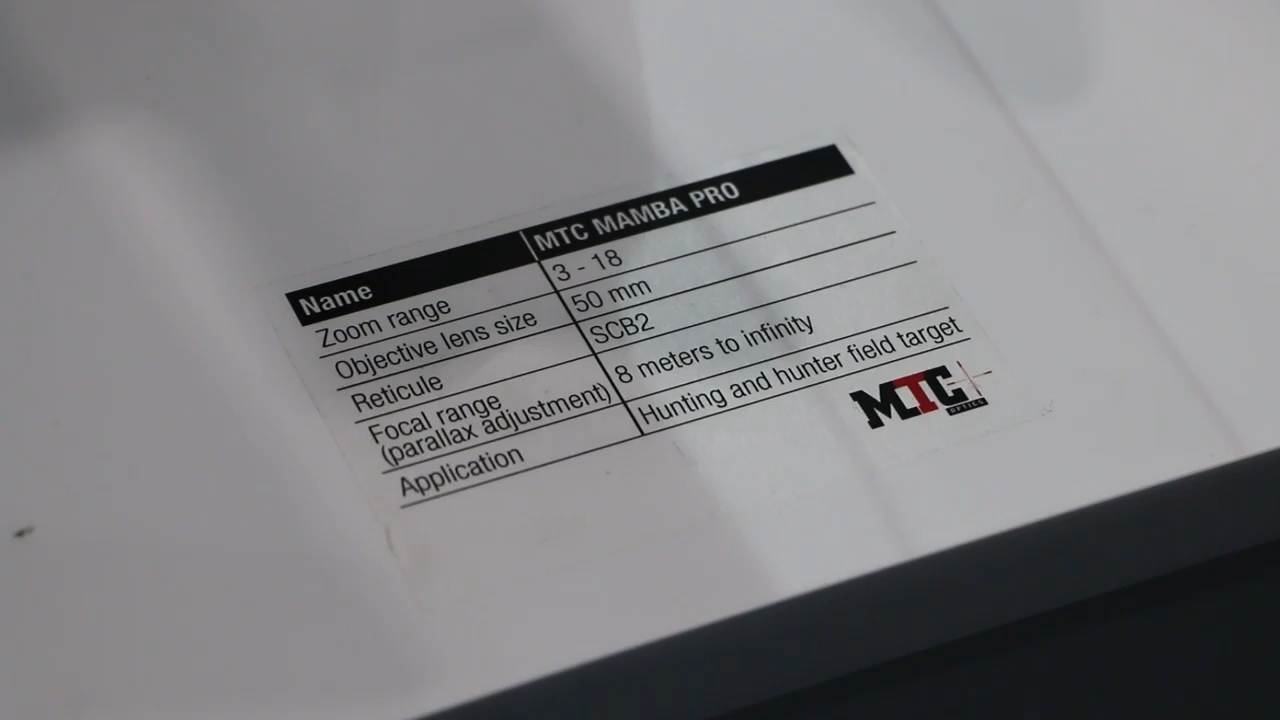 Name MTC MAMBA PRO
Zoom range 3 - 18
Objective lens size 50 mm
Reticule SCB2
Focal range
(parallax adjustment) 8 meters to infinity
Application Hunting and hunter field target
MTC
OPTICS